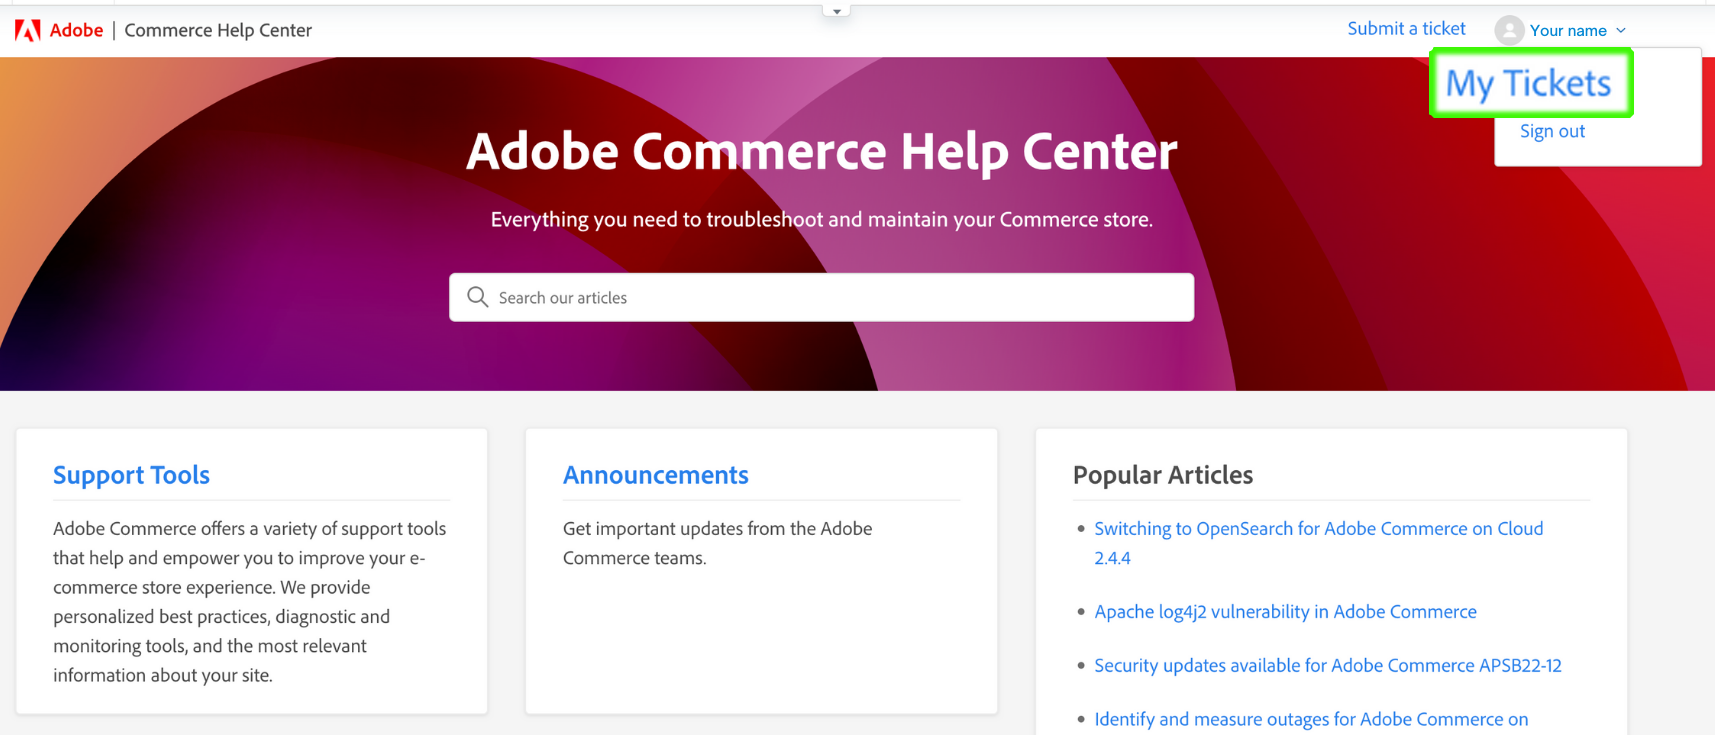 Adobe | Commerce Help Center
Submit a ticket
Your name
My Tickets
Sign out
Adobe Commerce Help Center
Everything you need to troubleshoot and maintain your Commerce store.
Search our articles
Support Tools
Adobe Commerce offers a variety of support tools
that help and empower you to improve your e-
commerce store experience. We provide
personalized best practices, diagnostic and
monitoring tools, and the most relevant
information about your site.
Announcements
Get important updates from the Adobe
Commerce teams.
Popular Articles
Switching to OpenSearch for Adobe Commerce on Cloud
2.4.4
Apache log4j2 vulnerability in Adobe Commerce
Security updates available for Adobe Commerce APSB22-12
Identify and measure outages for Adobe Commerce on